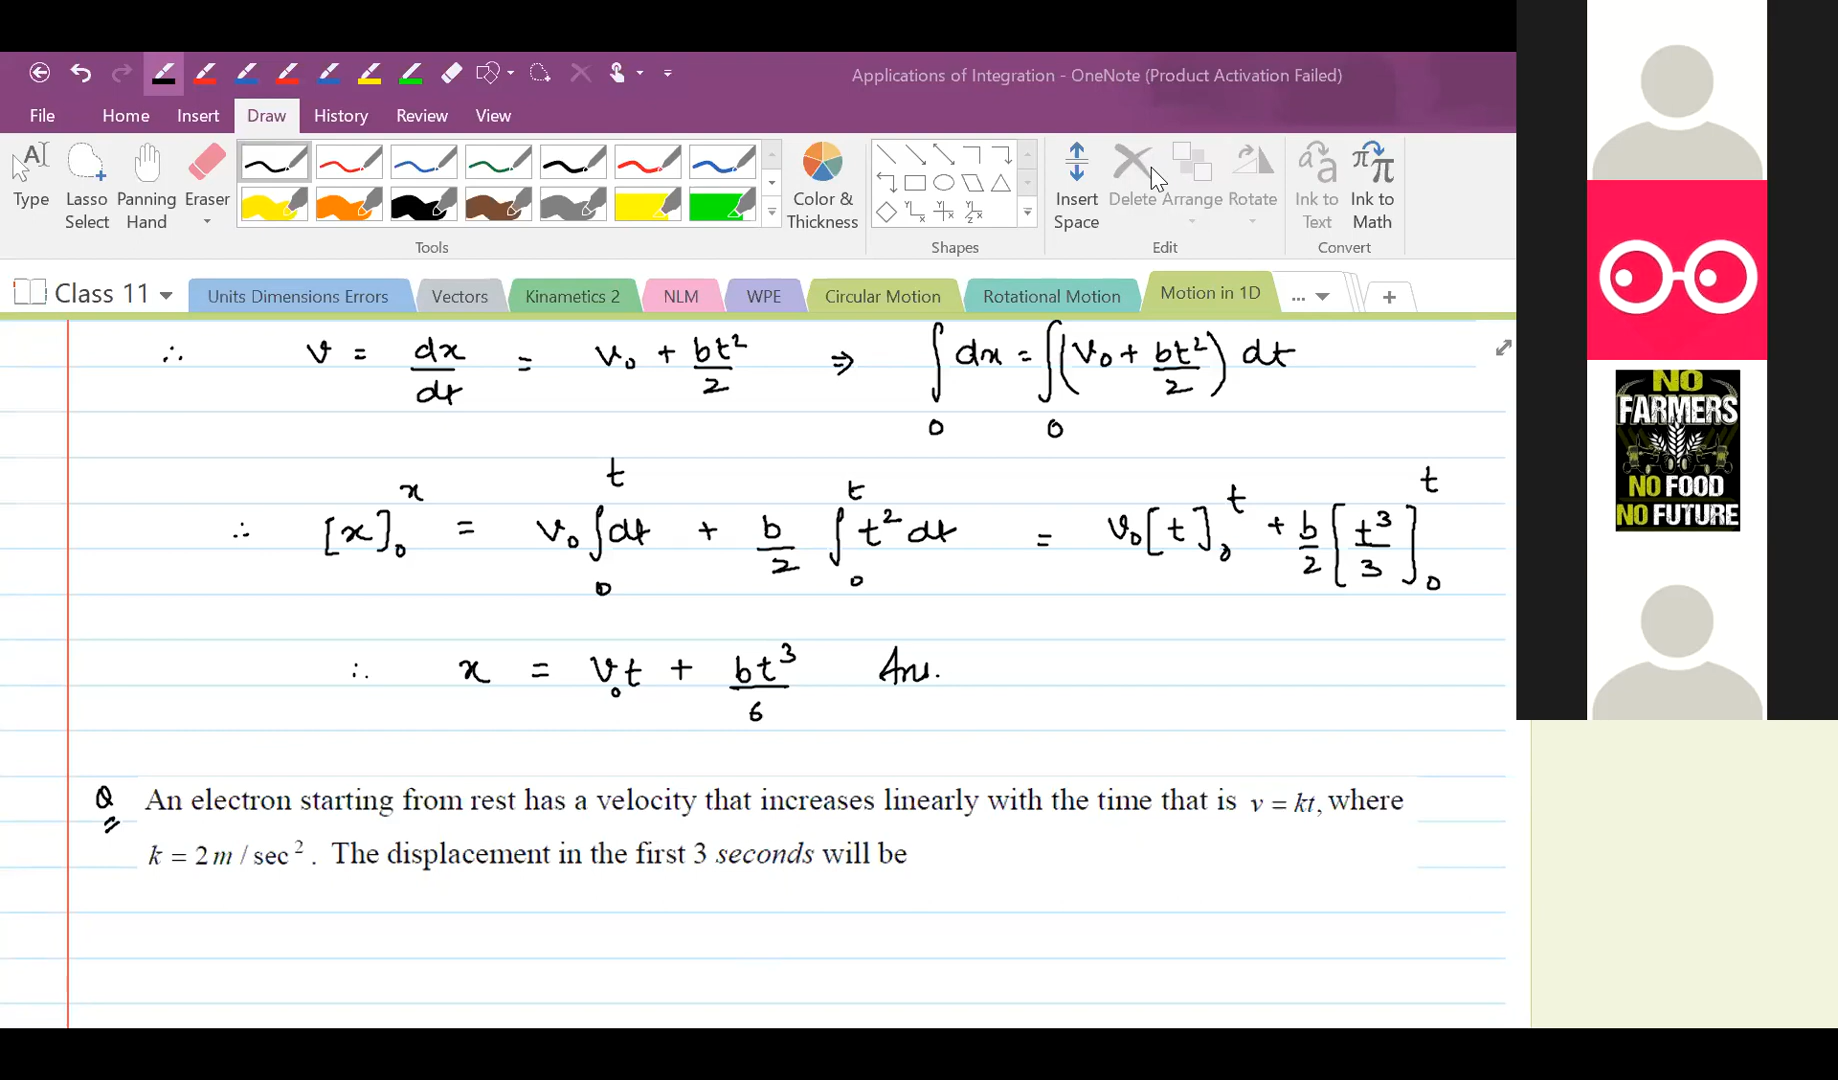 Applications of Integration - OneNote (Product Activation Failed)
File Home Insert Draw History Review View
Type Lasso Select Panning Hand Eraser Color & Thickness Insert Space Delete Arrange Rotate Ink to Text Ink to Math
Tools Shapes Edit Convert
Class 11 Units Dimensions Errors Vectors Kinametics 2 NLM WPE Circular Motion Rotational Motion Motion in 1D ...
∴ v = dx/dt = v₀ + bt²/2 ⇒ ∫₀ dx = ∫₀ (v₀ + bt²/2) dt
∴ [x]₀ˣ = v₀ ∫₀ᵗ dt + b/2 ∫₀ᵗ t² dt = v₀ [t]₀ᵗ + b/2 [t³/3]₀ᵗ
∴ x = v₀t + bt³/6 Ans.
Q An electron starting from rest has a velocity that increases linearly with the time that is v = kt, where
k = 2 m / sec². The displacement in the first 3 seconds will be
NO
FARMERS
NO FOOD
NO FUTURE